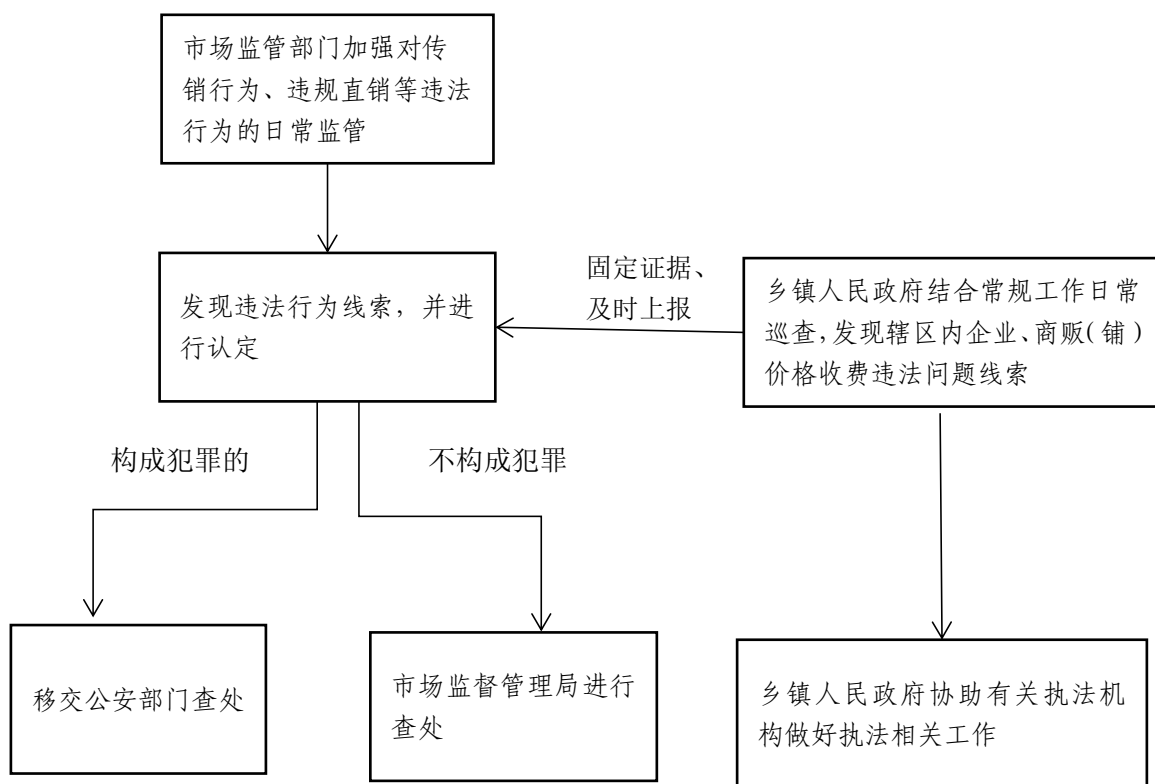 市场监管部门加强对传
销行为、违规直销等违法
行为的日常监管
固定证据、
及时上报
发现违法行为线索，并进
行认定
乡镇人民政府结合常规工作日常
巡查，发现辖区内企业、商贩（铺）
价格收费违法问题线索
构成犯罪的
不构成犯罪
移交公安部门查处
市场监督管理局进行
查处
乡镇人民政府协助有关执法机
构做好执法相关工作